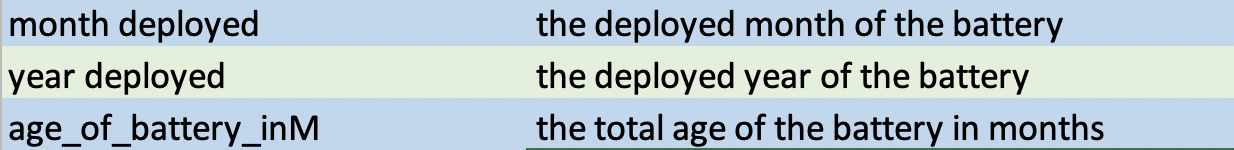 month deployed the deployed month of the battery
year deployed the deployed year of the battery
age_of_battery_inM the total age of the battery in months